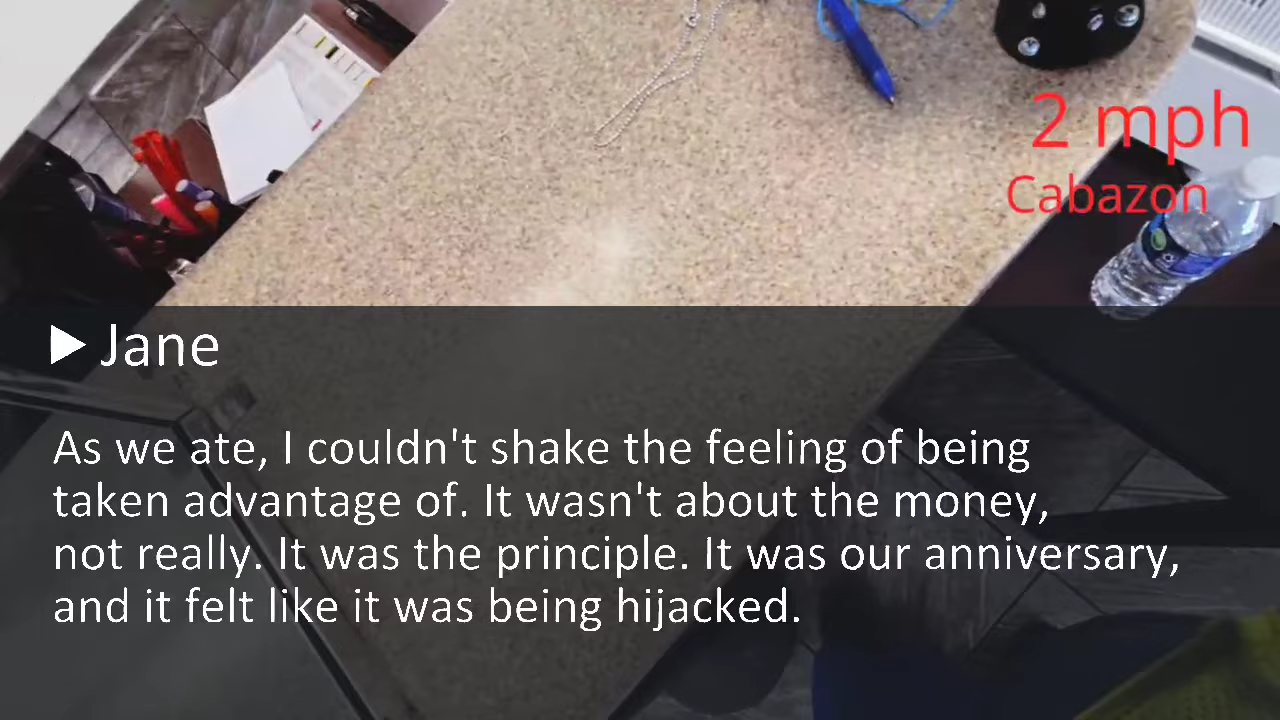 2 mph
Cabazon
Jane
As we ate, I couldn't shake the feeling of being
taken advantage of. It wasn't about the money,
not really. It was the principle. It was our anniversary,
and it felt like it was being hijacked.